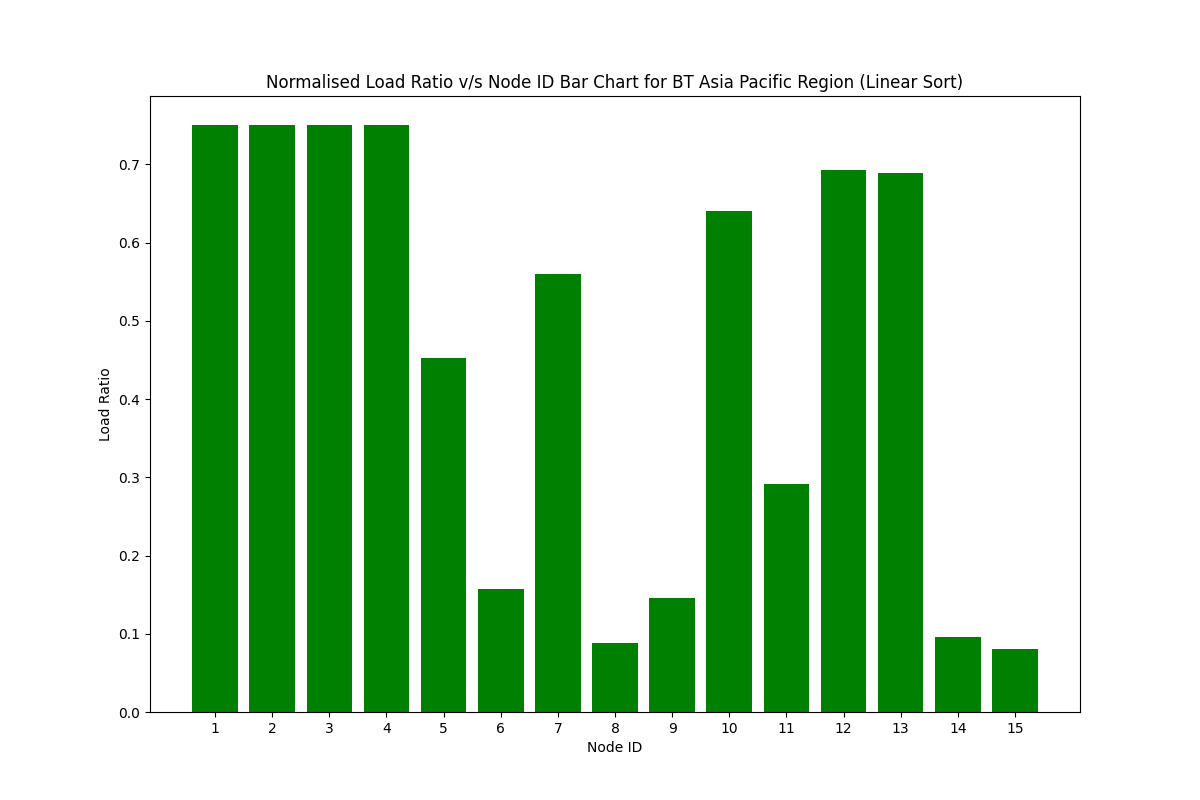 Normalised Load Ratio v/s Node ID Bar Chart for BT Asia Pacific Region (Linear Sort)
0.7
0.6
0.5
0.4
0.3
0.2
0.1
0.0
Load Ratio
1 2 3 4 5 6 7 8 9 10 11 12 13 14 15
Node ID